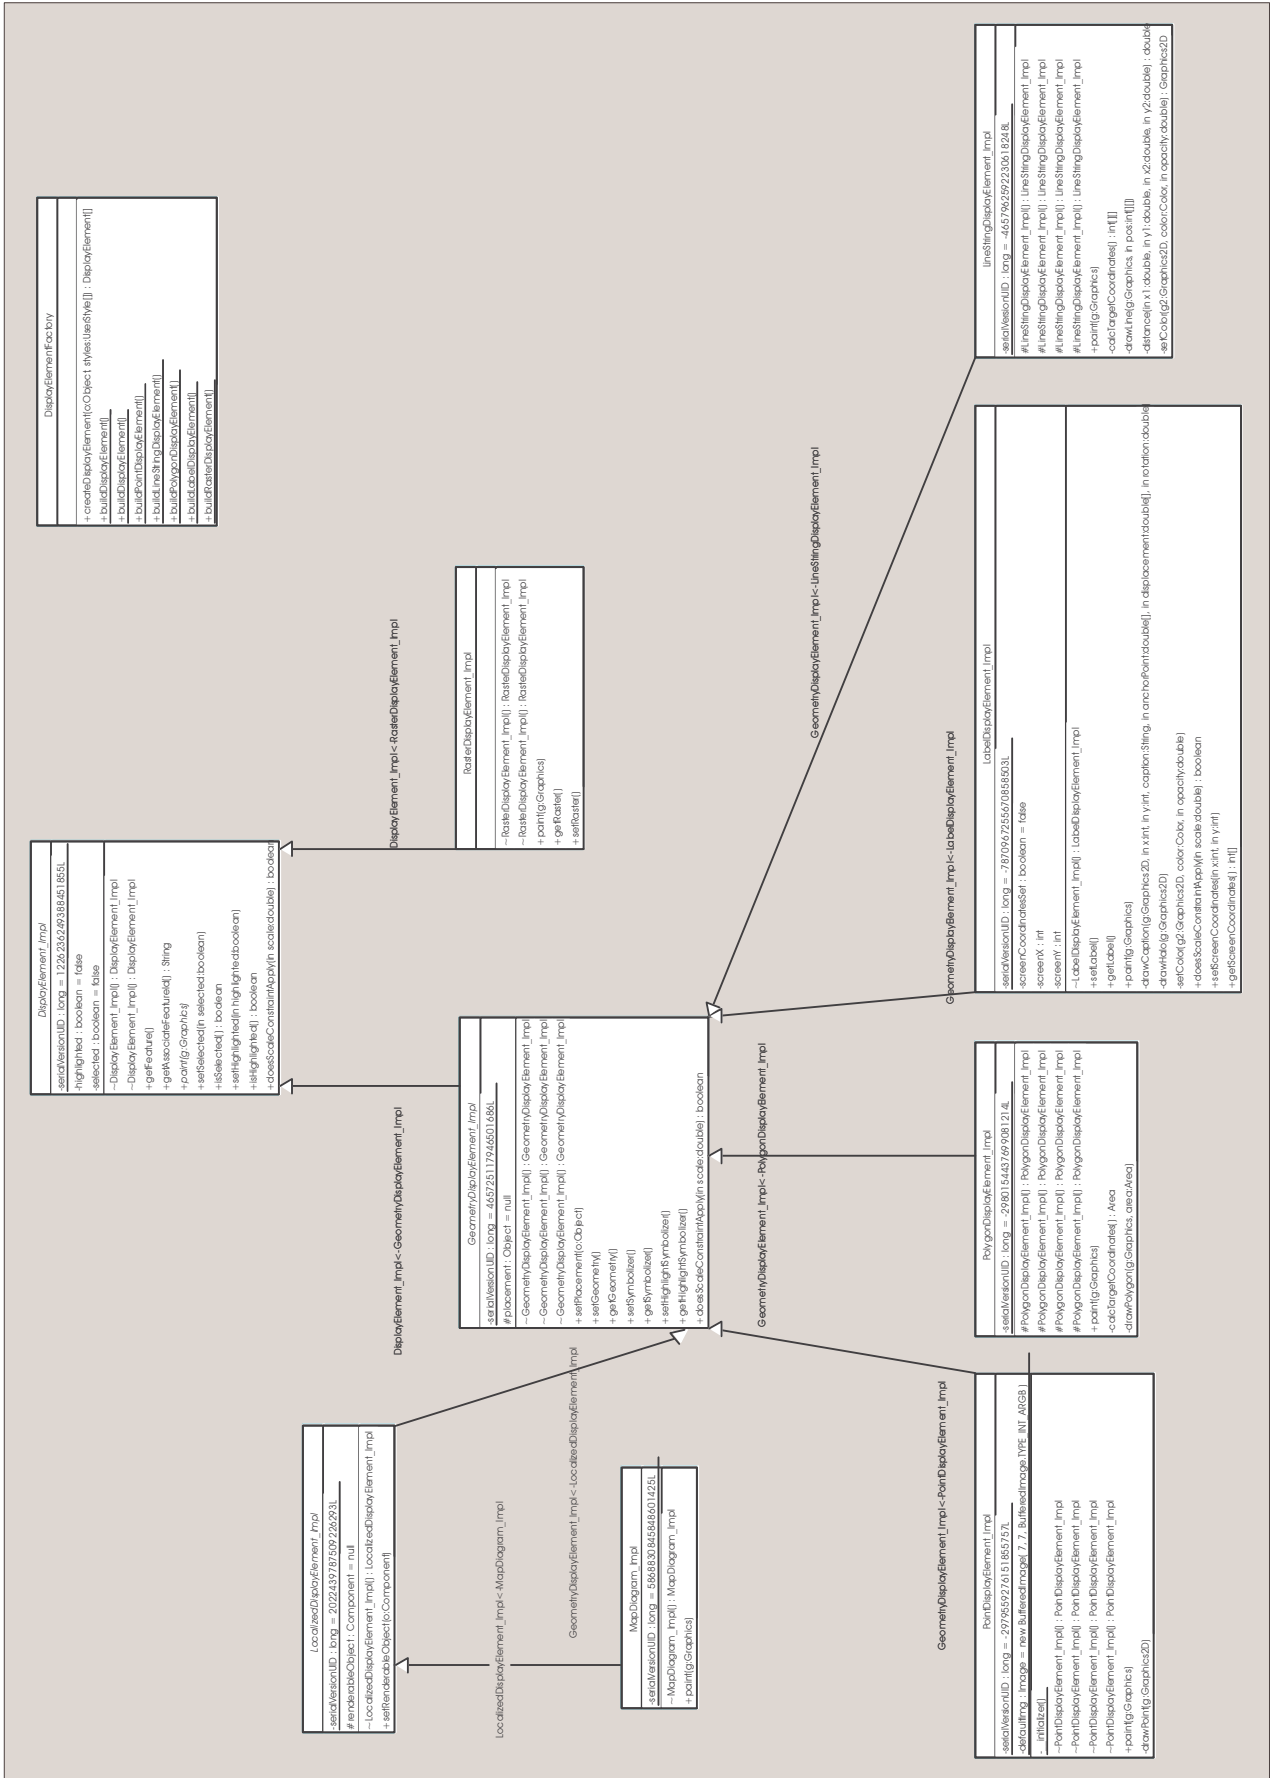 DisplayElement_Impl
-serialVersionUID : long = 1226236249388451855L
-highlighted : boolean = false
-selected : boolean = false
~DisplayElement_Impl() : DisplayElement_Impl
~DisplayElement_Impl() : DisplayElement_Impl
+getFeature()
+getAssociateFeatureId() : String
+paint(g:Graphics)
+setSelected(in selected:boolean)
+isSelected() : boolean
+setHighlighted(in highlighted:boolean)
+isHighlighted() : boolean
+doesScaleConstraintApply(in scale:double) : boolean
DisplayElementFactory
+createDisplayElement(o:Object, styles:UserStyle[]) : DisplayElement[]
+buildDisplayElement()
+buildDisplayElement()
+buildPointDisplayElement()
+buildLineStringDisplayElement()
+buildPolygonDisplayElement()
+buildLabelDisplayElement()
+buildRasterDisplayElement()
DisplayElement_Impl<-GeometryDisplayElement_Impl
DisplayElement_Impl<-RasterDisplayElement_Impl
LocalizedDisplayElement_Impl
-serialVersionUID : long = 2022439787509226293L
#renderableObject : Component = null
~LocalizedDisplayElement_Impl() : LocalizedDisplayElement_Impl
+setRenderableObject(o:Component)
GeometryDisplayElement_Impl
-serialVersionUID : long = 465725117946501686L
#placement : Object = null
~GeometryDisplayElement_Impl() : GeometryDisplayElement_Impl
~GeometryDisplayElement_Impl() : GeometryDisplayElement_Impl
~GeometryDisplayElement_Impl() : GeometryDisplayElement_Impl
+setPlacement(o:Object)
+setGeometry()
+getGeometry()
+setSymbolizer()
+getSymbolizer()
+setHighlightSymbolizer()
+getHighlightSymbolizer()
+doesScaleConstraintApply(in scale:double) : boolean
RasterDisplayElement_Impl
~RasterDisplayElement_Impl() : RasterDisplayElement_Impl
~RasterDisplayElement_Impl() : RasterDisplayElement_Impl
+paint(g:Graphics)
+getRaster()
+setRaster()
LocalizedDisplayElement_Impl<-MapDiagram_Impl
GeometryDisplayElement_Impl<-LocalizedDisplayElement_Impl
MapDiagram_Impl
-serialVersionUID : long = 5868830845848601425L
~MapDiagram_Impl() : MapDiagram_Impl
+paint(g:Graphics)
GeometryDisplayElement_Impl<-PolygonDisplayElement_Impl
GeometryDisplayElement_Impl<-LineStringDisplayElement_Impl
GeometryDisplayElement_Impl<-PointDisplayElement_Impl
GeometryDisplayElement_Impl<-LabelDisplayElement_Impl
PointDisplayElement_Impl
-serialVersionUID : long = -2979559276151855757L
-defaultImg : Image = new BufferedImage( 7, 7, BufferedImage.TYPE_INT_ARGB )
-_initializer()
~PointDisplayElement_Impl() : PointDisplayElement_Impl
~PointDisplayElement_Impl() : PointDisplayElement_Impl
~PointDisplayElement_Impl() : PointDisplayElement_Impl
~PointDisplayElement_Impl() : PointDisplayElement_Impl
+paint(g:Graphics)
-drawPoint(g:Graphics2D)
PolygonDisplayElement_Impl
-serialVersionUID : long = -2980154437699081214L
#PolygonDisplayElement_Impl() : PolygonDisplayElement_Impl
#PolygonDisplayElement_Impl() : PolygonDisplayElement_Impl
#PolygonDisplayElement_Impl() : PolygonDisplayElement_Impl
#PolygonDisplayElement_Impl() : PolygonDisplayElement_Impl
+paint(g:Graphics)
-calcTargetCoordinates() : Area
-drawPolygon(g:Graphics, area:Area)
LabelDisplayElement_Impl
-serialVersionUID : long = -7870967255670858503L
-screenCoordinatesSet : boolean = false
-screenX : int
-screenY : int
~LabelDisplayElement_Impl() : LabelDisplayElement_Impl
+setLabel()
+getLabel()
+paint(g:Graphics)
-drawCaption(g:Graphics2D, in x:int, in y:int, caption:String, in anchorPoint:double[], in displacement:double[], in rotation:double)
-drawHalo(g:Graphics2D)
-setColor(g2:Graphics2D, color:Color, in opacity:double)
+doesScaleConstraintApply(in scale:double) : boolean
+setScreenCoordinates(in x:int, in y:int)
+getScreenCoordinates() : int[]
LineStringDisplayElement_Impl
-serialVersionUID : long = -4657962592230618248L
#LineStringDisplayElement_Impl() : LineStringDisplayElement_Impl
#LineStringDisplayElement_Impl() : LineStringDisplayElement_Impl
#LineStringDisplayElement_Impl() : LineStringDisplayElement_Impl
#LineStringDisplayElement_Impl() : LineStringDisplayElement_Impl
+paint(g:Graphics)
-calcTargetCoordinates() : int[][]
-drawLine(g:Graphics, in pos:int[][])
-distance(in x1:double, in y1:double, in x2:double, in y2:double) : double
-setColor(g2:Graphics2D, color:Color, in opacity:double) : Graphics2D